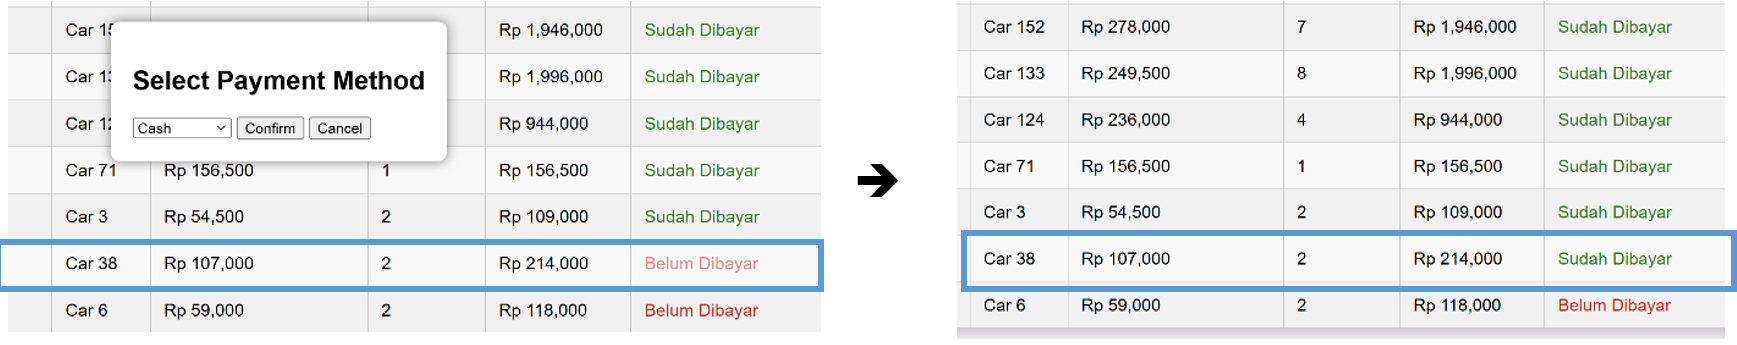 Car 15 Rp 1,946,000 Sudah Dibayar
Car 13 Rp 1,996,000 Sudah Dibayar
Car 12 Rp 944,000 Sudah Dibayar
Select Payment Method
Cash Confirm Cancel
Car 71 Rp 156,500 1 Rp 156,500 Sudah Dibayar
Car 3 Rp 54,500 2 Rp 109,000 Sudah Dibayar
Car 38 Rp 107,000 2 Rp 214,000 Belum Dibayar
Car 6 Rp 59,000 2 Rp 118,000 Belum Dibayar
Car 152 Rp 278,000 7 Rp 1,946,000 Sudah Dibayar
Car 133 Rp 249,500 8 Rp 1,996,000 Sudah Dibayar
Car 124 Rp 236,000 4 Rp 944,000 Sudah Dibayar
Car 71 Rp 156,500 1 Rp 156,500 Sudah Dibayar
Car 3 Rp 54,500 2 Rp 109,000 Sudah Dibayar
Car 38 Rp 107,000 2 Rp 214,000 Sudah Dibayar
Car 6 Rp 59,000 2 Rp 118,000 Belum Dibayar